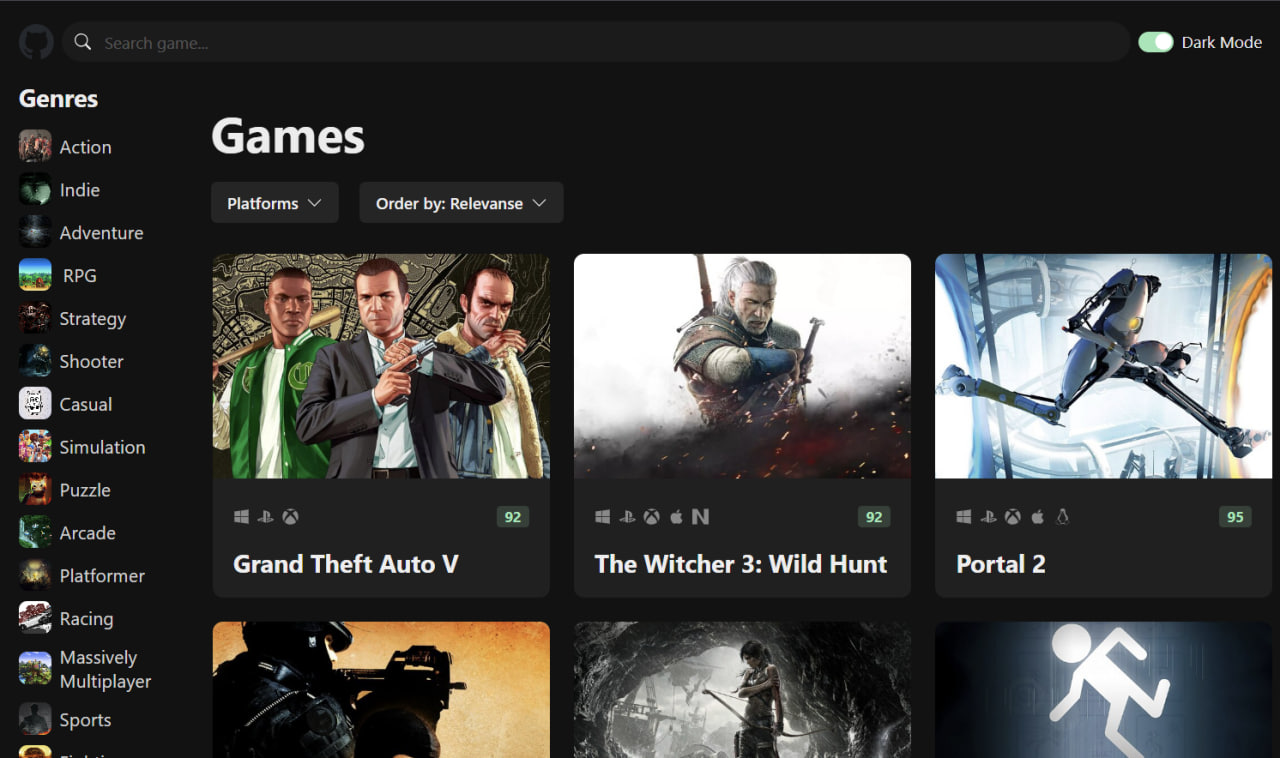 Search game...
Dark Mode
Genres
Action
Indie
Adventure
RPG
Strategy
Shooter
Casual
Simulation
Puzzle
Arcade
Platformer
Racing
Massively
Multiplayer
Sports
Games
Platforms
Order by: Relevanse
92
Grand Theft Auto V
92
The Witcher 3: Wild Hunt
95
Portal 2